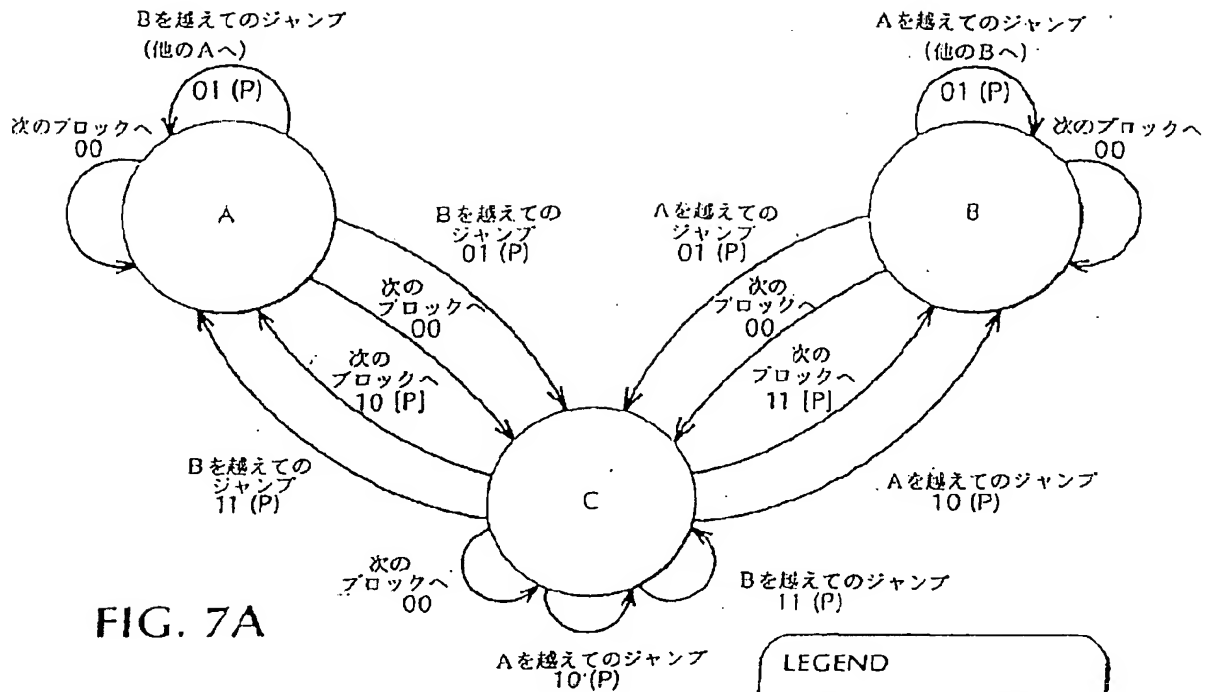 Bを越えてのジャンプ
(他のAへ)
01 (P)
次のブロックへ
00
A
Aを越えてのジャンプ
(他のBへ)
01 (P)
次のブロックへ
00
B
Bを越えての
ジャンプ
01 (P)
次の
ブロックへ
00
次の
ブロックへ
10 [P]
Bを越えての
ジャンプ
11 (P)
Aを越えての
ジャンプ
01 (P)
次の
ブロックへ
00
次の
ブロックへ
11 [P]
Aを越えてのジャンプ
10 (P)
C
次の
ブロックへ
00
Bを越えてのジャンプ
11 (P)
Aを越えてのジャンプ
10 (P)
FIG. 7A
LEGEND